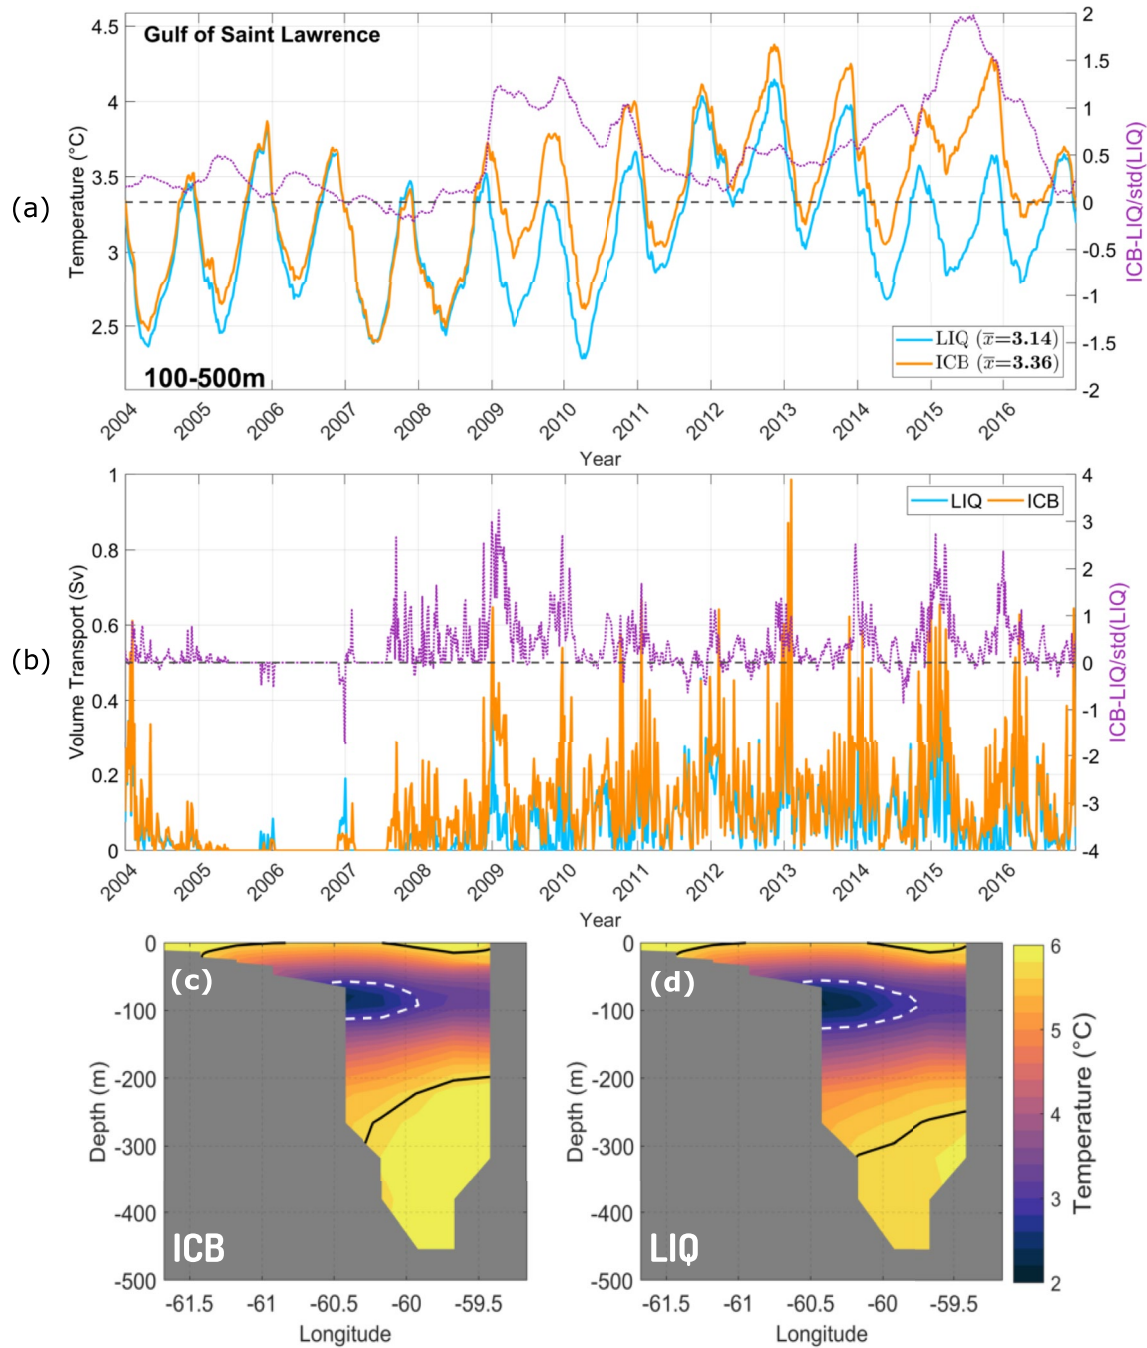 (a)
Gulf of Saint Lawrence
100-500m
Temperature (°C)
4.5
4
3.5
3
2.5
2
1.5
1
0.5
0
-0.5
-1
-1.5
-2
ICB-LIQ/std(LIQ)
LIQ (x̅=3.14)
ICB (x̅=3.36)
2004 2005 2006 2007 2008 2009 2010 2011 2012 2013 2014 2015 2016
Year
(b)
Volume Transport (Sv)
1
0.8
0.6
0.4
0.2
0
4
3
2
1
0
-1
-2
-3
-4
ICB-LIQ/std(LIQ)
LIQ ICB
2004 2005 2006 2007 2008 2009 2010 2011 2012 2013 2014 2015 2016
Year
(c)
Depth (m)
0
-100
-200
-300
-400
-500
ICB
-61.5 -61 -60.5 -60 -59.5
Longitude
(d)
Depth (m)
0
-100
-200
-300
-400
-500
LIQ
-61.5 -61 -60.5 -60 -59.5
Longitude
6
5
4
3
2
Temperature (°C)